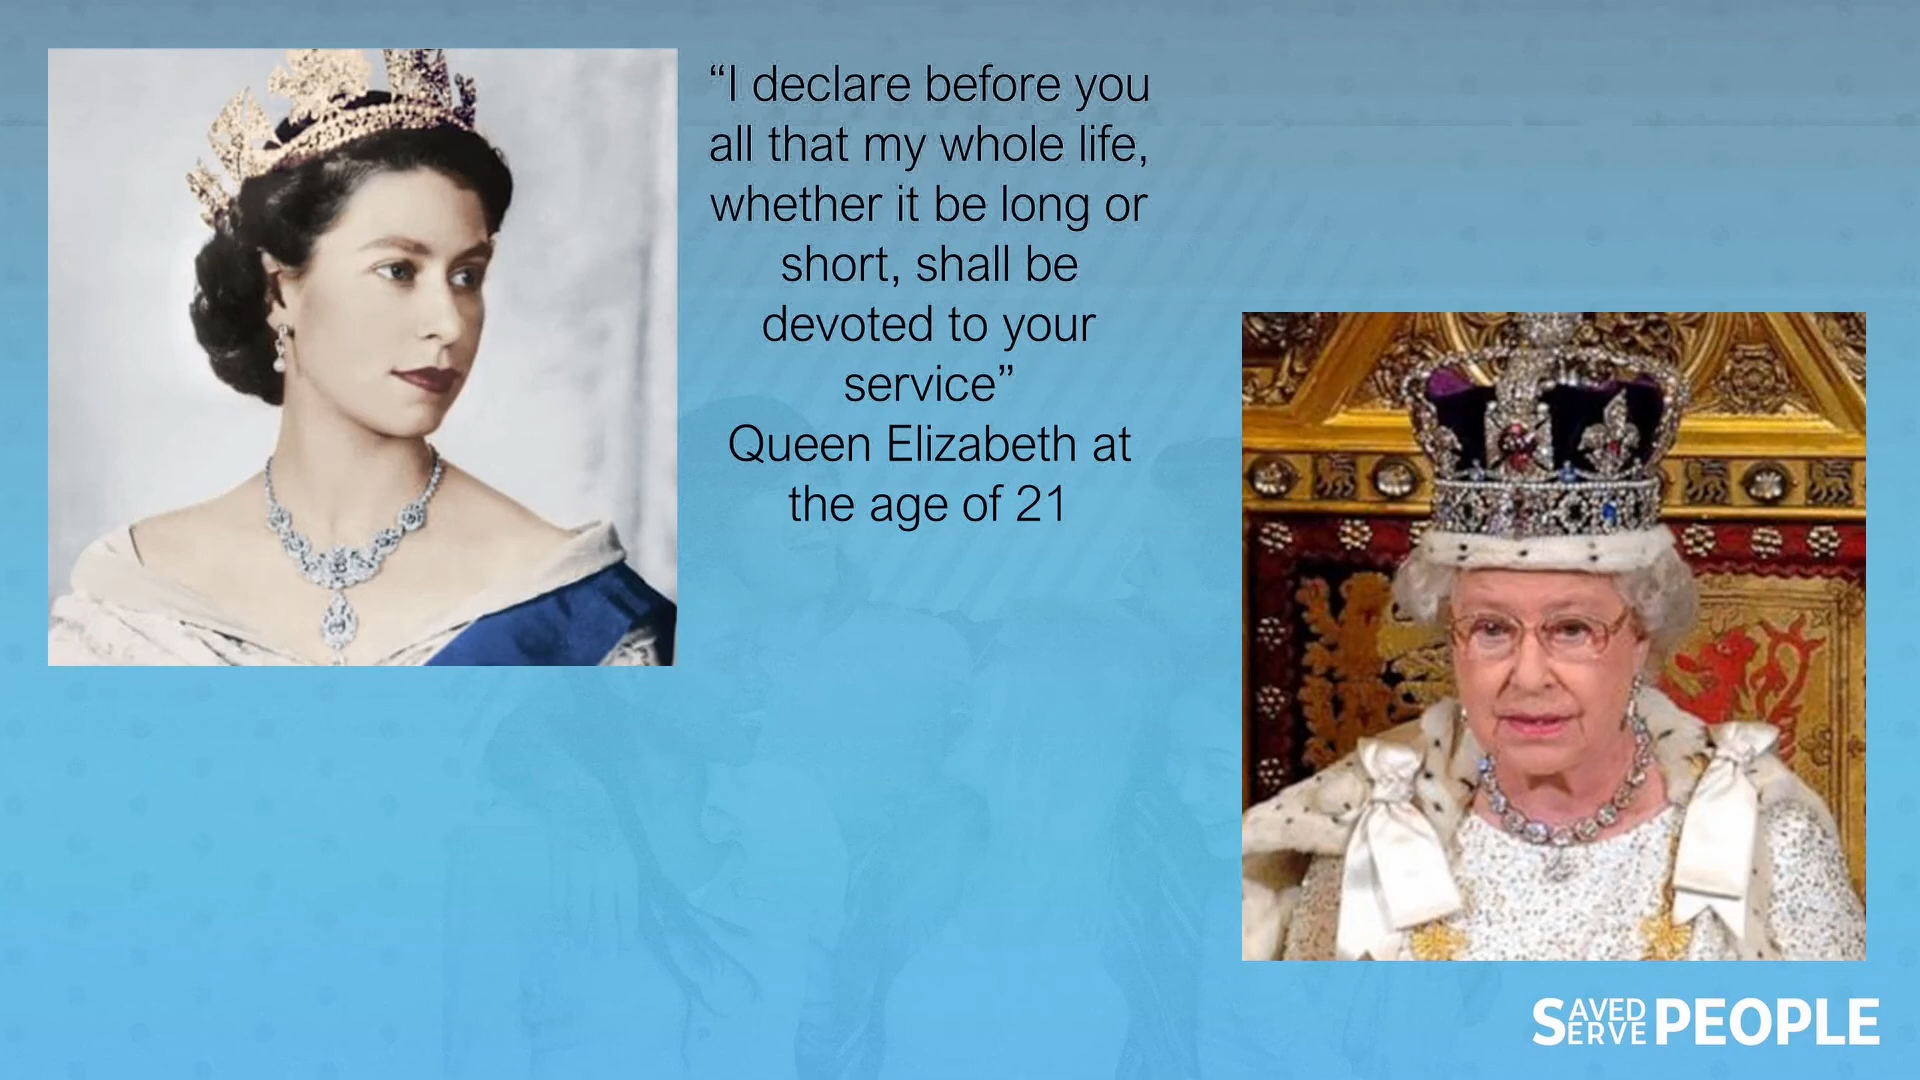 “I declare before you
all that my whole life,
whether it be long or
short, shall be
devoted to your
service”
Queen Elizabeth at
the age of 21
SAVED
SERVE PEOPLE